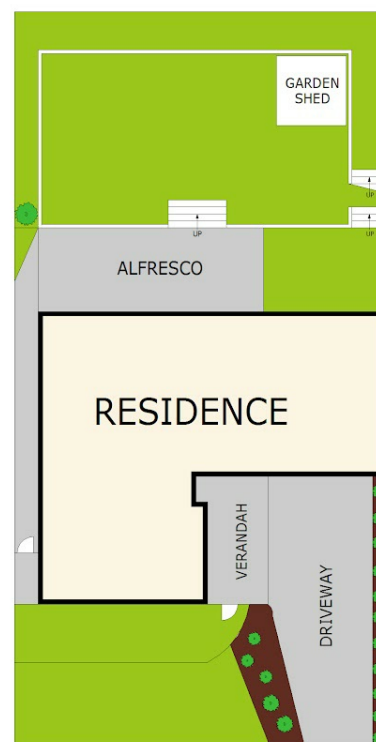 GARDEN
SHED
UP
UP
UP
ALFRESCO
RESIDENCE
VERANDAH
DRIVEWAY